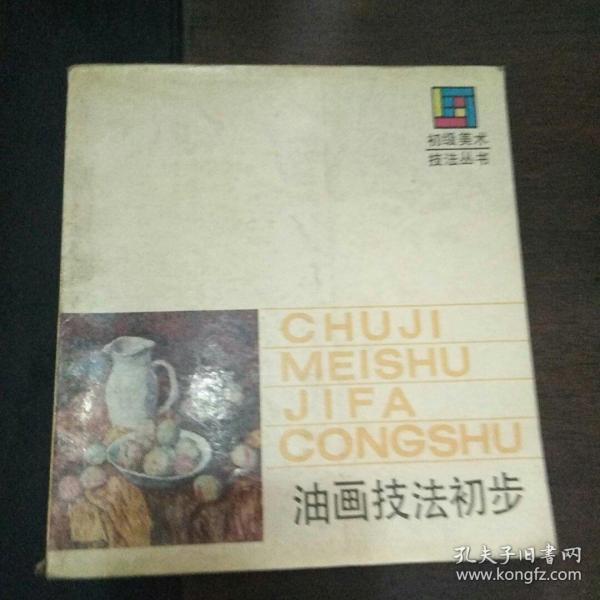 初级美术
技法丛书
CHUJI
MEISHU
JIFA
CONGSHU
油画技法初步
孔夫子旧书网
www.kongfz.com